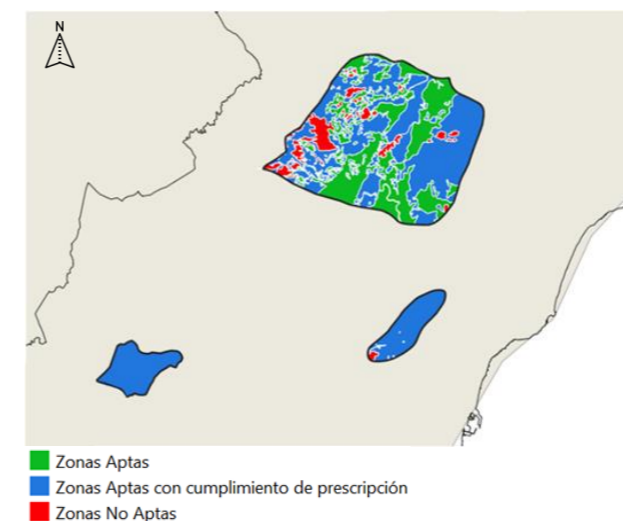 N
Zonas Aptas
Zonas Aptas con cumplimiento de prescripción
Zonas No Aptas